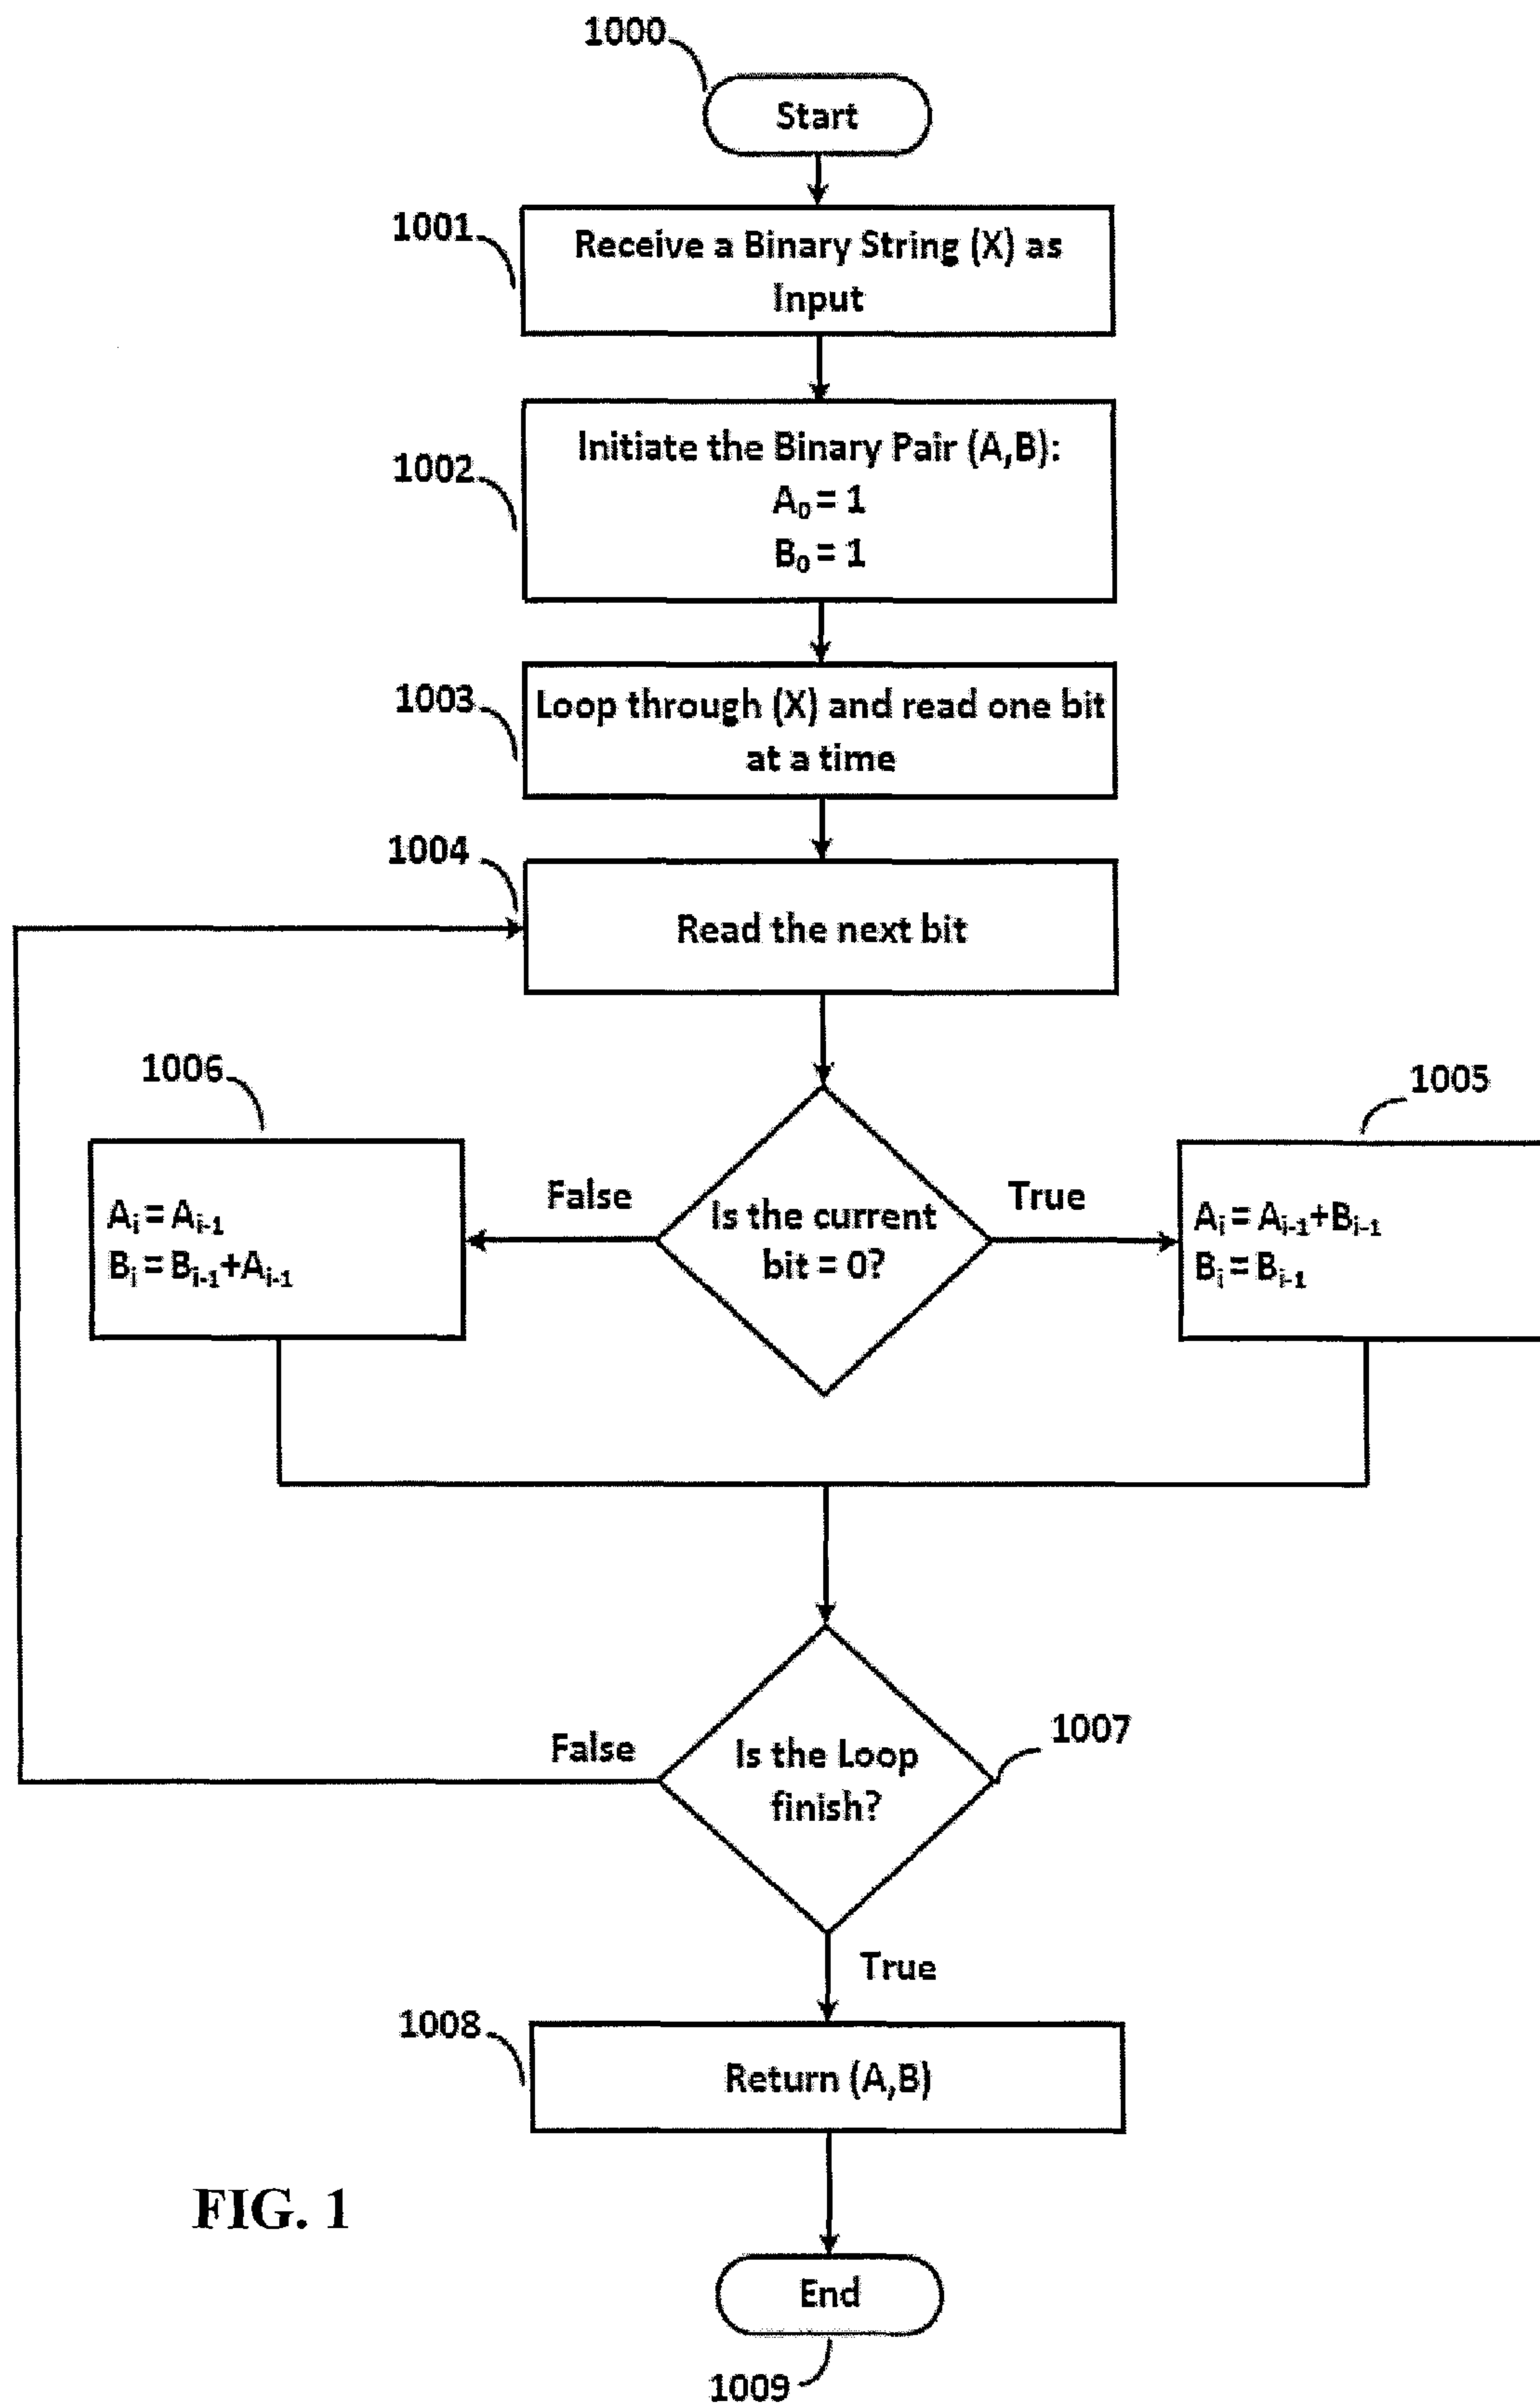 1000
Start
1001
Receive a Binary String (X) as
Input
1002
Initiate the Binary Pair (A,B):
A₀ = 1
B₀ = 1
1003
Loop through (X) and read one bit
at a time
1004
Read the next bit
1006
1005
Aᵢ = Aᵢ₋₁
Bᵢ = Bᵢ₋₁+Aᵢ₋₁
False
Is the current
bit = 0?
True
Aᵢ = Aᵢ₋₁+Bᵢ₋₁
Bᵢ = Bᵢ₋₁
False
Is the Loop
finish?
1007
True
1008
Return (A,B)
FIG. 1
End
1009